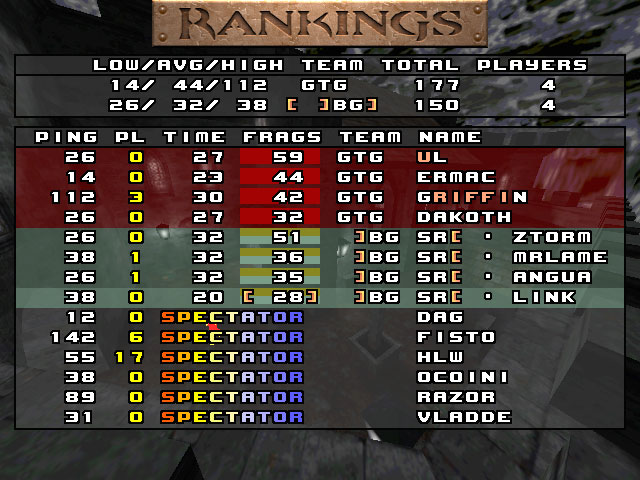 RANKINGS
LOW/AVG/HIGH TEAM TOTAL PLAYERS
14/ 44/112 GTG 177 4
26/ 32/ 38 [ ]BG] 150 4
PING PL TIME FRAGS TEAM NAME
26 0 27 59 GTG UL
14 0 23 44 GTG ERMAC
112 3 30 42 GTG GRIFFIN
26 0 27 32 GTG DAKOTH
26 0 32 51 ]BG SR[ · ZTORM
38 1 32 36 ]BG SR[ · MRLAME
26 1 32 35 ]BG SR[ · ANGUA
38 0 20 [ 28] ]BG SR[ · LINK
12 0 SPECTATOR DAG
142 6 SPECTATOR FISTO
55 17 SPECTATOR HLW
38 0 SPECTATOR OCOINI
89 0 SPECTATOR RAZOR
31 0 SPECTATOR VLADDE